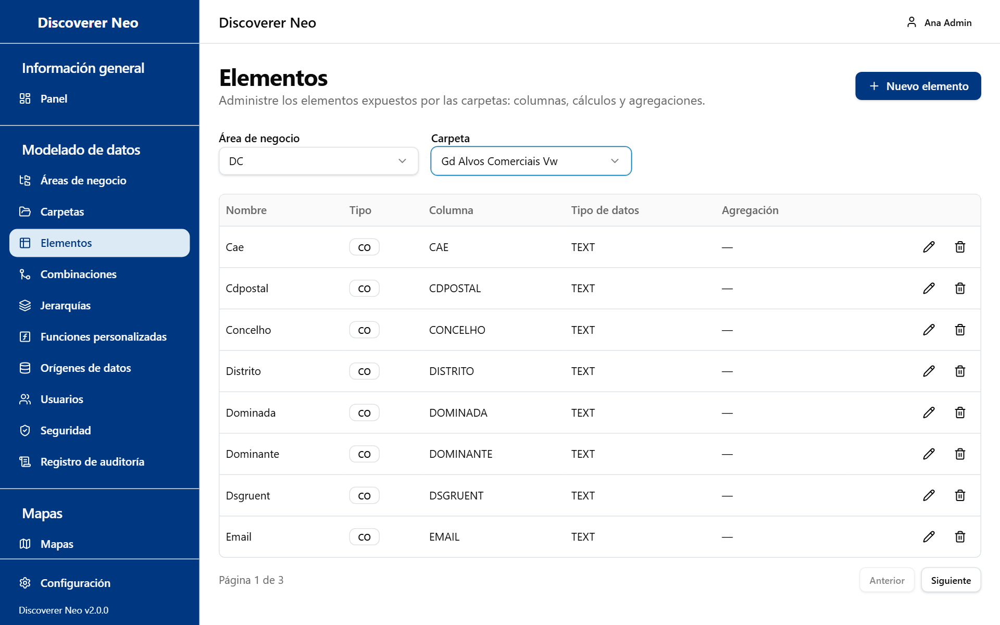 Discoverer Neo
Información general
Panel
Modelado de datos
Áreas de negocio
Carpetas
Elementos
Combinaciones
Jerarquías
Funciones personalizadas
Orígenes de datos
Usuarios
Seguridad
Registro de auditoría
Mapas
Mapas
Configuración
Discoverer Neo v2.0.0
Discoverer Neo
Ana Admin
Elementos
Administre los elementos expuestos por las carpetas: columnas, cálculos y agregaciones.
Nuevo elemento
Área de negocio
DC
Carpeta
Gd Alvos Comerciais Vw
Nombre Tipo Columna Tipo de datos Agregación
Cae CO CAE TEXT —
Cdpostal CO CDPOSTAL TEXT —
Concelho CO CONCELHO TEXT —
Distrito CO DISTRITO TEXT —
Dominada CO DOMINADA TEXT —
Dominante CO DOMINANTE TEXT —
Dsgruent CO DSGRUENT TEXT —
Email CO EMAIL TEXT —
Página 1 de 3
Anterior
Siguiente